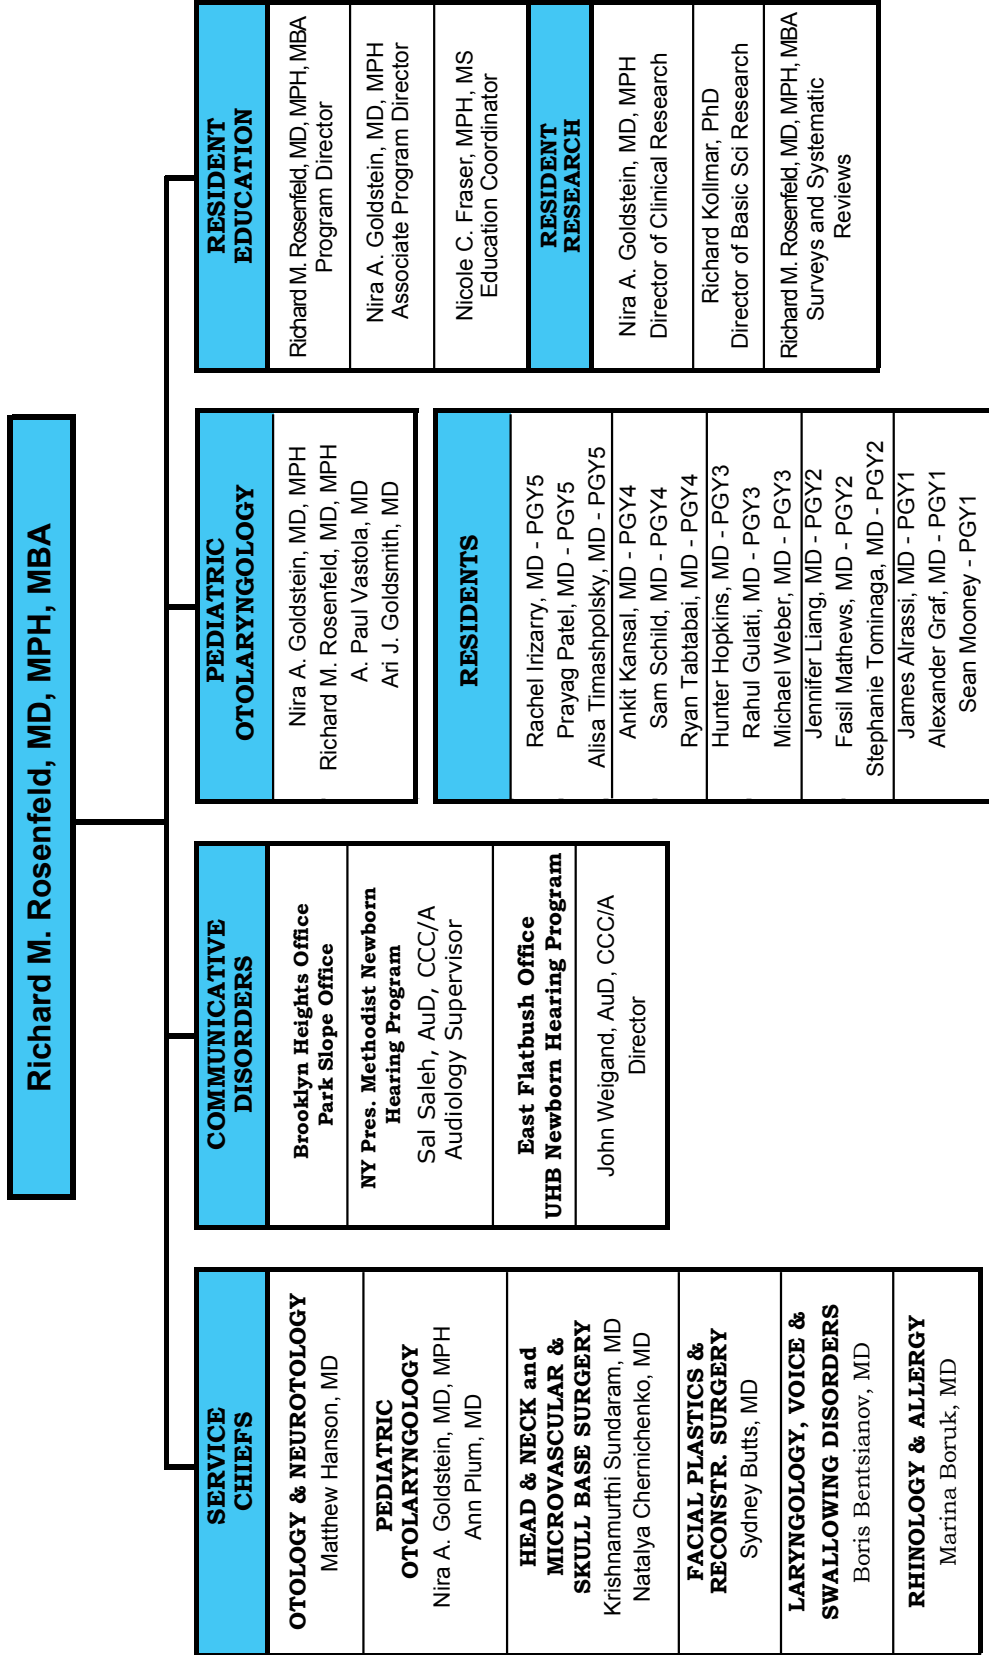 Richard M. Rosenfeld, MD, MPH, MBA
SERVICE
CHIEFS
OTOLOGY & NEUROTOLOGY
Matthew Hanson, MD
PEDIATRIC
OTOLARYNGOLOGY
Nira A. Goldstein, MD, MPH
Ann Plum, MD
HEAD & NECK and
MICROVASCULAR &
SKULL BASE SURGERY
Krishnamurthi Sundaram, MD
Natalya Chernichenko, MD
FACIAL PLASTICS &
RECONSTR. SURGERY
Sydney Butts, MD
LARYNGOLOGY, VOICE &
SWALLOWING DISORDERS
Boris Bentsianov, MD
RHINOLOGY & ALLERGY
Marina Boruk, MD
COMMUNICATIVE
DISORDERS
Brooklyn Heights Office
Park Slope Office
NY Pres. Methodist Newborn
Hearing Program
Sal Saleh, AuD, CCC/A
Audiology Supervisor
East Flatbush Office
UHB Newborn Hearing Program
John Weigand, AuD, CCC/A
Director
PEDIATRIC
OTOLARYNGOLOGY
Nira A. Goldstein, MD, MPH
Richard M. Rosenfeld, MD, MPH
A. Paul Vastola, MD
Ari J. Goldsmith, MD
RESIDENTS
Rachel Irizarry, MD - PGY5
Prayag Patel, MD - PGY5
Alisa Timashpolsky, MD - PGY5
Ankit Kansal, MD - PGY4
Sam Schild, MD - PGY4
Ryan Tabtabai, MD - PGY4
Hunter Hopkins, MD - PGY3
Rahul Gulati, MD - PGY3
Michael Weber, MD - PGY3
Jennifer Liang, MD - PGY2
Fasil Mathews, MD - PGY2
Stephanie Tominaga, MD - PGY2
James Alrassi, MD - PGY1
Alexander Graf, MD - PGY1
Sean Mooney - PGY1
RESIDENT
EDUCATION
Richard M. Rosenfeld, MD, MPH, MBA
Program Director
Nira A. Goldstein, MD, MPH
Associate Program Director
Nicole C. Fraser, MPH, MS
Education Coordinator
RESIDENT
RESEARCH
Nira A. Goldstein, MD, MPH
Director of Clinical Research
Richard Kollmar, PhD
Director of Basic Sci Research
Richard M. Rosenfeld, MD, MPH, MBA
Surveys and Systematic
Reviews